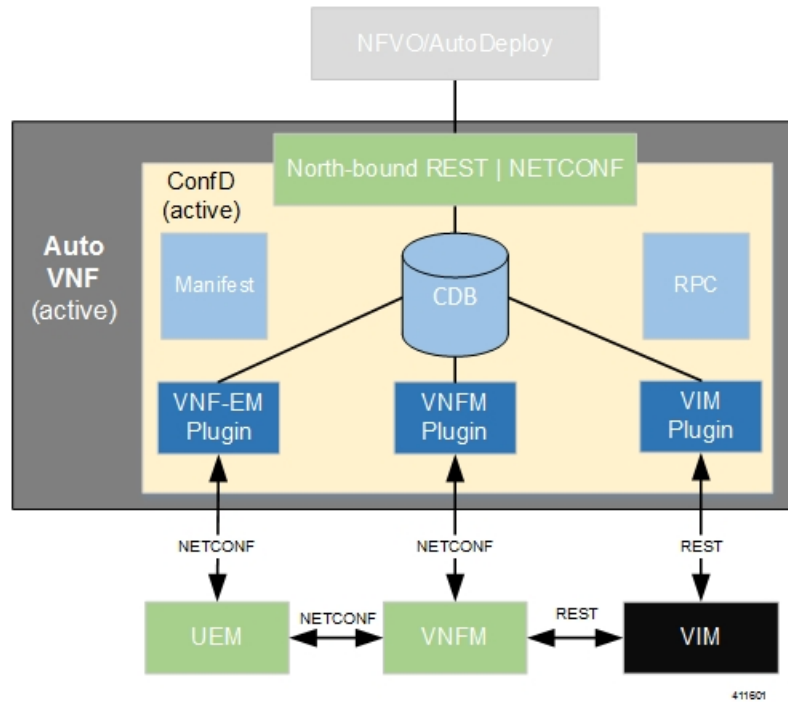 NFVO/AutoDeploy
North-bound REST | NETCONF
ConfD
(active)
Auto
VNF
(active)
Manifest
CDB
RPC
VNF-EM
Plugin
VNFM
Plugin
VIM
Plugin
NETCONF
NETCONF
REST
UEM
NETCONF
VNFM
REST
VIM
411601